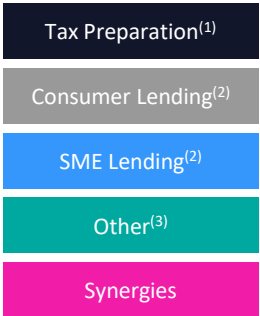 Tax Preparation(1)
Consumer Lending(2)
SME Lending(2)
Other(3)
Synergies